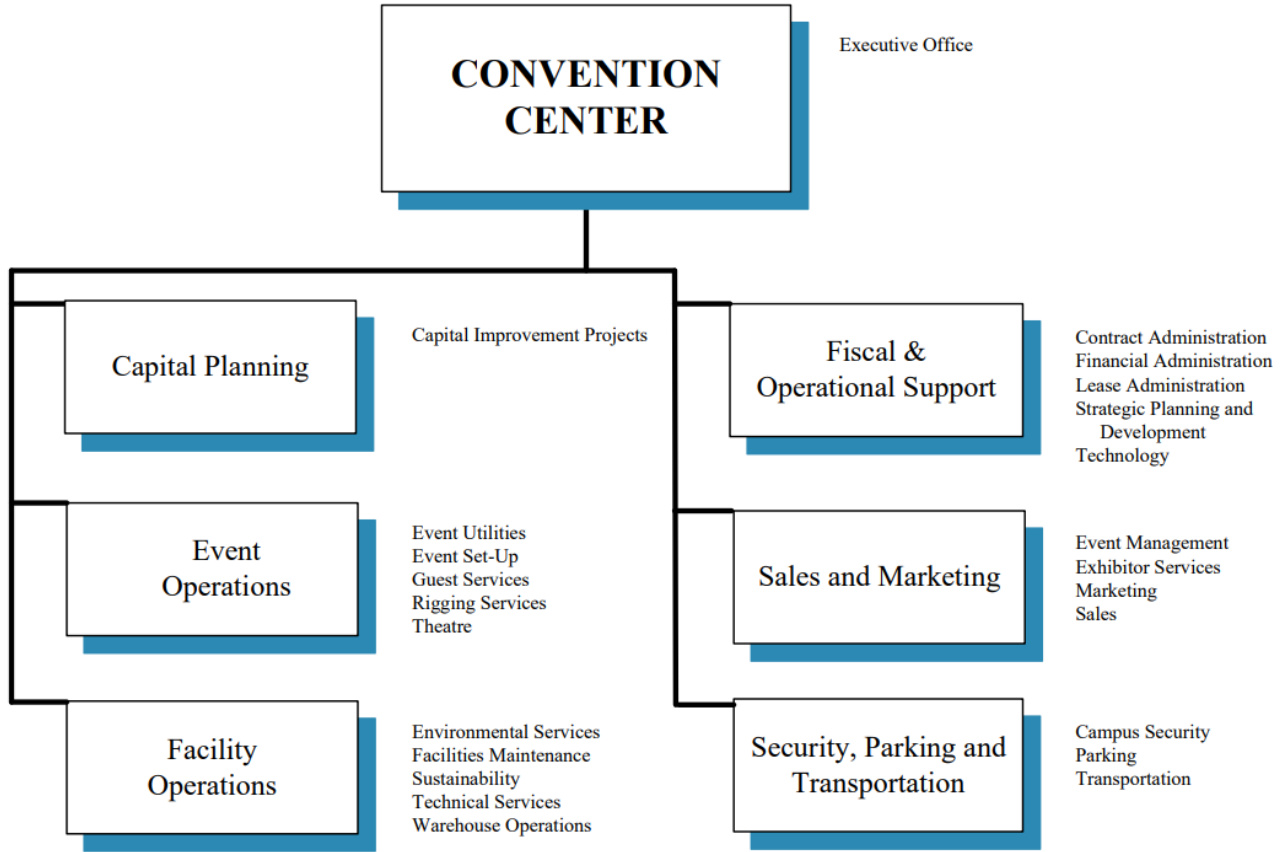 CONVENTION
CENTER
Executive Office
Capital Planning
Capital Improvement Projects
Event
Operations
Event Utilities
Event Set-Up
Guest Services
Rigging Services
Theatre
Facility
Operations
Environmental Services
Facilities Maintenance
Sustainability
Technical Services
Warehouse Operations
Fiscal &
Operational Support
Contract Administration
Financial Administration
Lease Administration
Strategic Planning and
Development
Technology
Sales and Marketing
Event Management
Exhibitor Services
Marketing
Sales
Security, Parking and
Transportation
Campus Security
Parking
Transportation